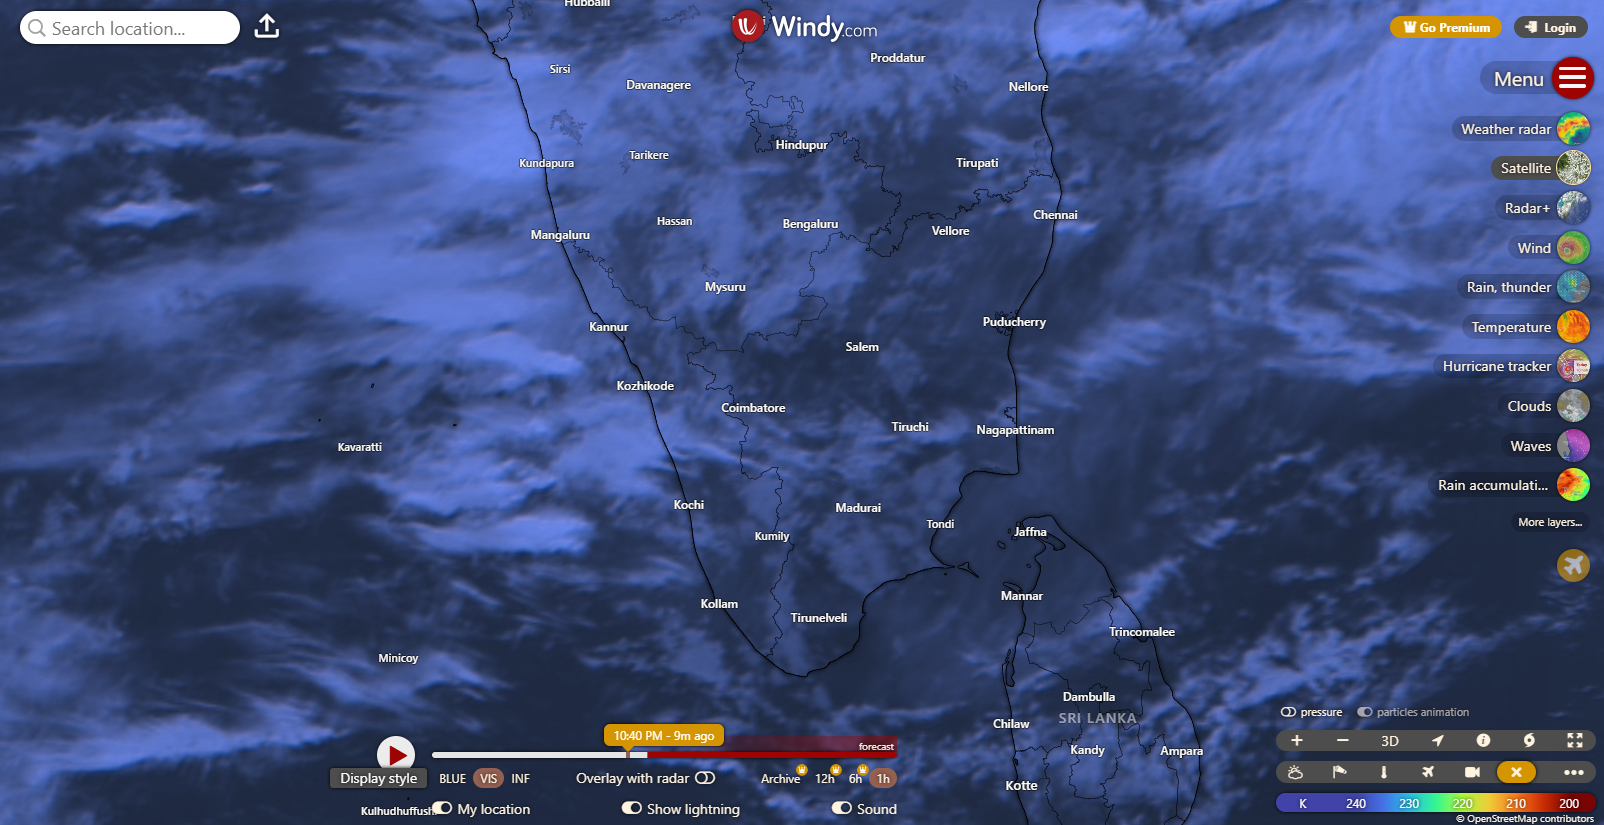 Search location...
Windy.com
Go Premium
Login
Menu
Weather radar
Satellite
Radar+
Wind
Rain, thunder
Temperature
Hurricane tracker
Clouds
Waves
Rain accumulati...
More layers...
Hubballi
Sirsi
Davanagere
Proddatur
Nellore
Hindupur
Kundapura
Tarikere
Tirupati
Hassan
Bengaluru
Chennai
Mangaluru
Vellore
Mysuru
Kannur
Puducherry
Salem
Kozhikode
Coimbatore
Tiruchi
Nagapattinam
Kavaratti
Kochi
Madurai
Tondi
Kumily
Jaffna
Mannar
Kollam
Tirunelveli
Trincomalee
Minicoy
Dambulla
SRI LANKA
Chilaw
Kandy
Ampara
Kotte
Kulhudhuffushi
10:40 PM - 9m ago
forecast
Display style
BLUE VIS INF
Overlay with radar
Archive 12h 6h 1h
My location
Show lightning
Sound
pressure
particles animation
3D
K 240 230 220 210 200
© OpenStreetMap contributors